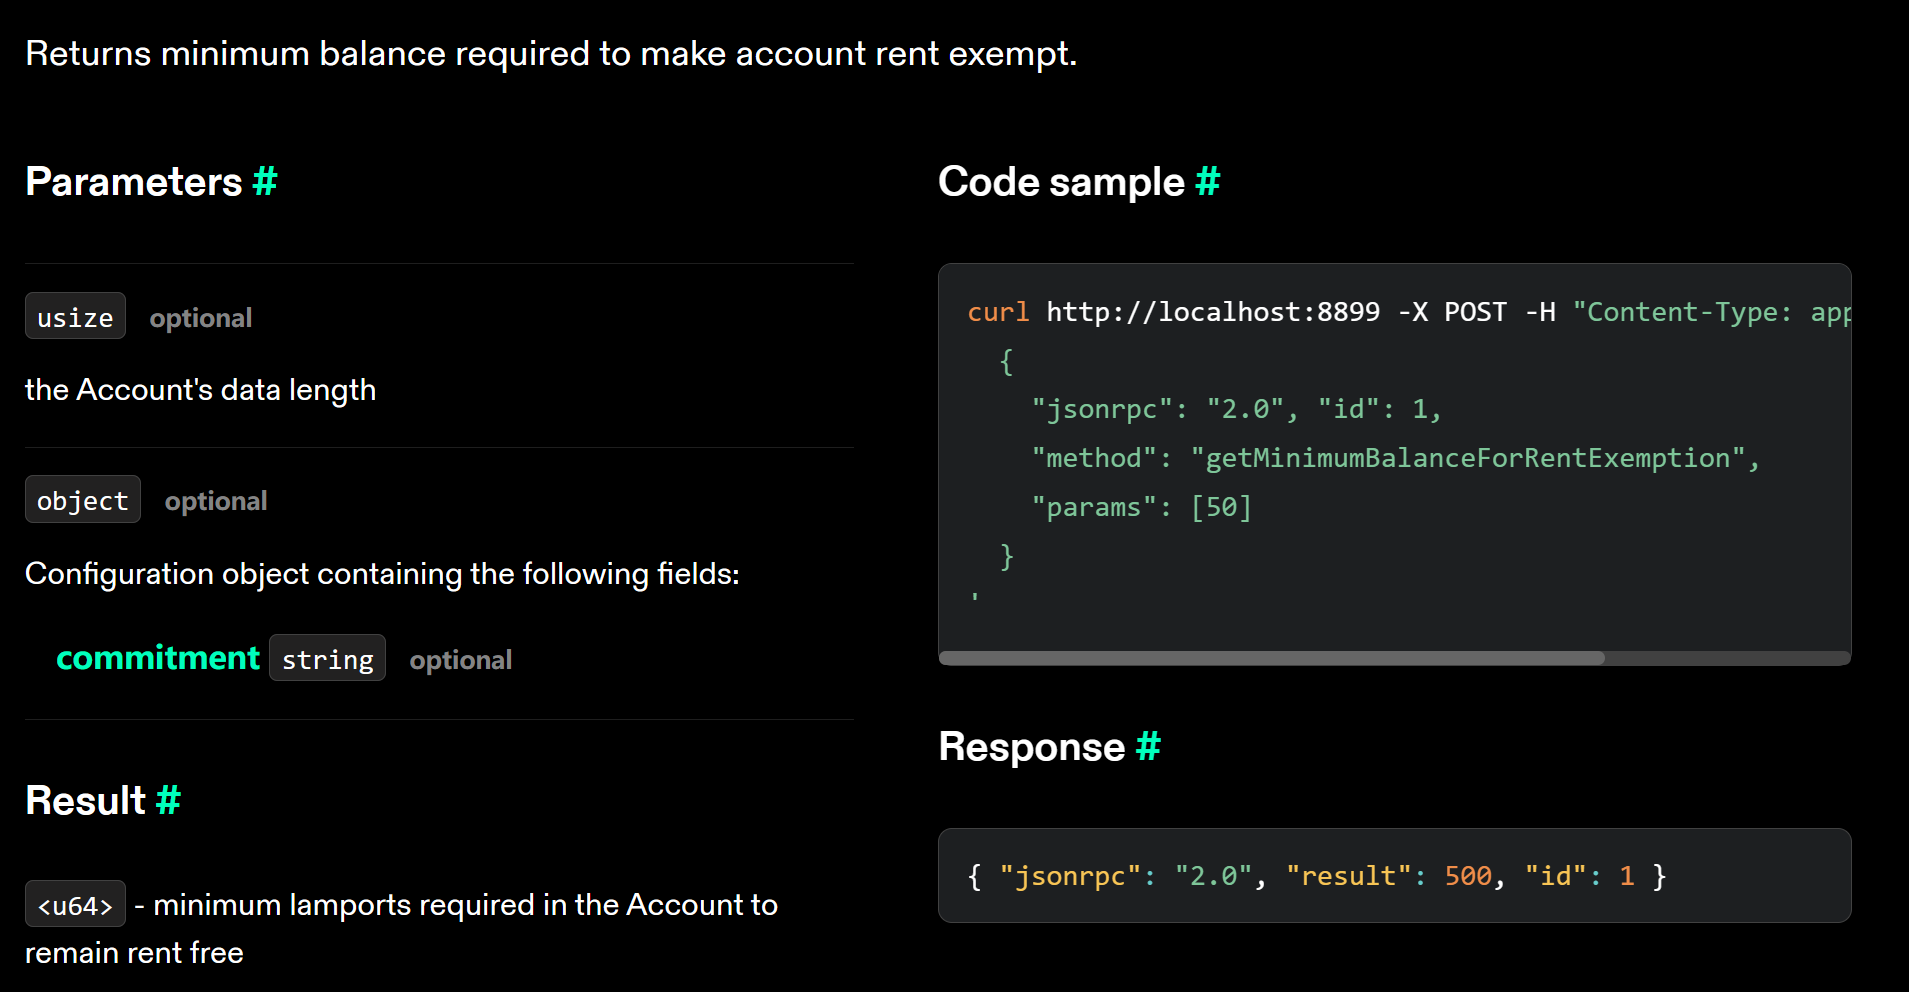 Returns minimum balance required to make account rent exempt.
Parameters #
usize optional
the Account's data length
object optional
Configuration object containing the following fields:
commitment string optional
Result #
<u64> - minimum lamports required in the Account to
remain rent free
Code sample #
curl http://localhost:8899 -X POST -H "Content-Type: app
{
"jsonrpc": "2.0", "id": 1,
"method": "getMinimumBalanceForRentExemption",
"params": [50]
}
'
Response #
{ "jsonrpc": "2.0", "result": 500, "id": 1 }